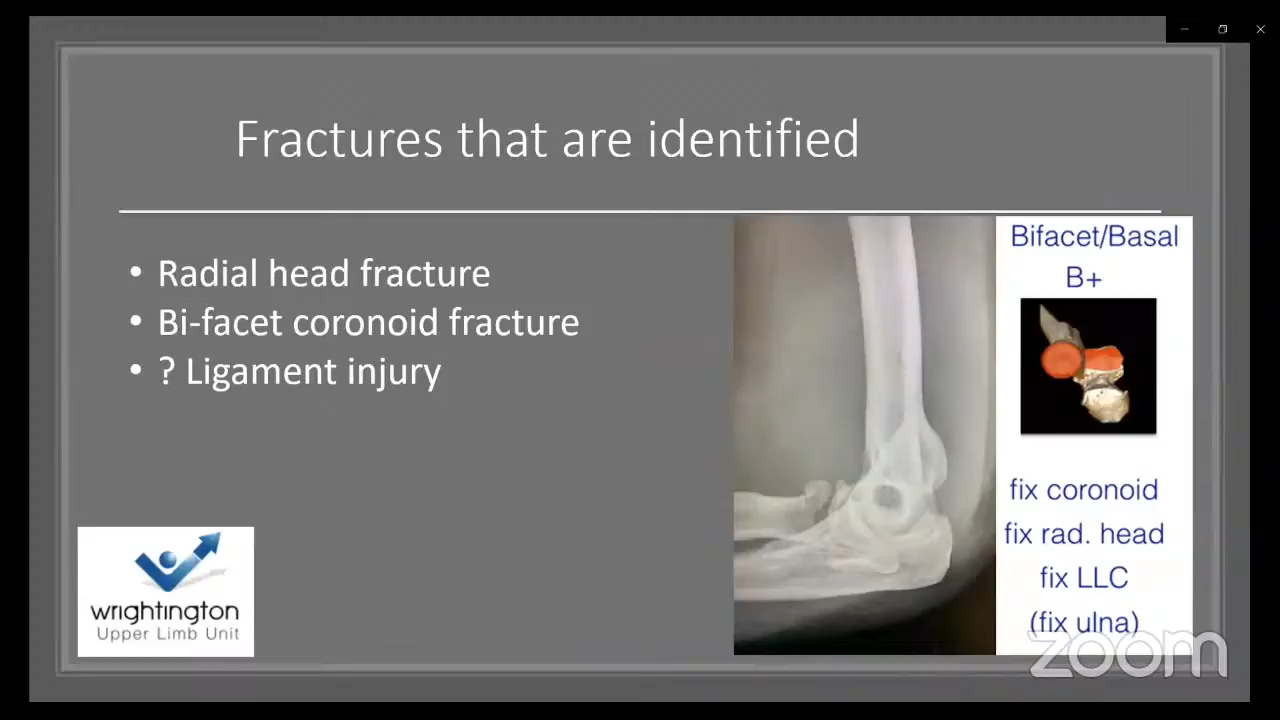 Fractures that are identified
• Radial head fracture
• Bi-facet coronoid fracture
• ? Ligament injury
Bifacet/Basal
B+
fix coronoid
fix rad. head
fix LLC
(fix ulna)
wrightington
Upper Limb Unit
zoom